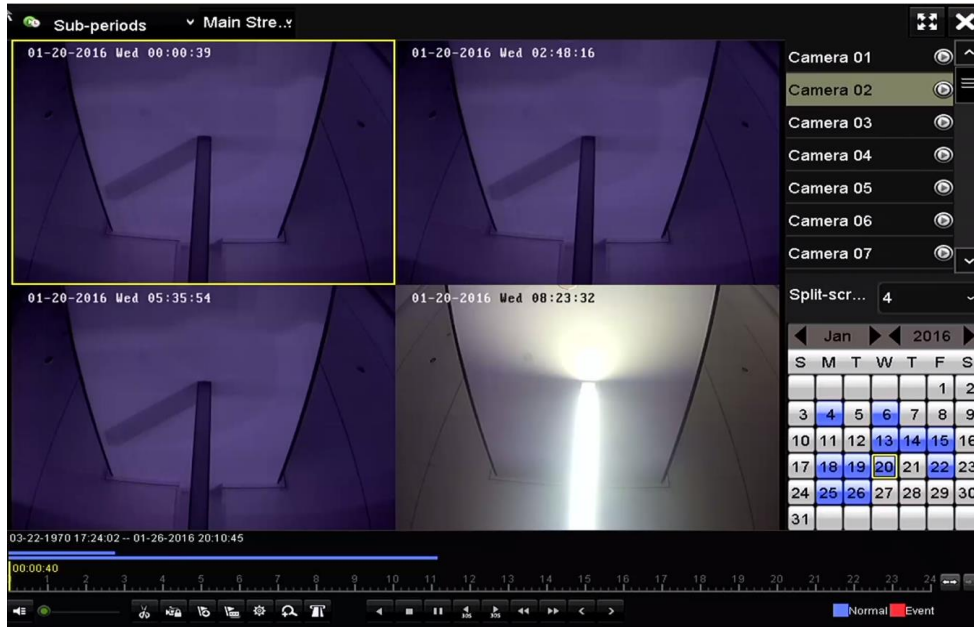 Sub-periods Main Stre...
01-20-2016 Wed 00:00:39
01-20-2016 Wed 02:48:16
01-20-2016 Wed 05:35:54
01-20-2016 Wed 08:23:32
Camera 01
Camera 02
Camera 03
Camera 04
Camera 05
Camera 06
Camera 07
Split-scr... 4
Jan 2016
S M T W T F S
1 2
3 4 5 6 7 8 9
10 11 12 13 14 15 16
17 18 19 20 21 22 23
24 25 26 27 28 29 30
31
03-22-1970 17:24:02 -- 01-26-2016 20:10:45
00:00:40
1 2 3 4 5 6 7 8 9 10 11 12 13 14 15 16 17 18 19 20 21 22 23 24
30S 30S
Normal Event